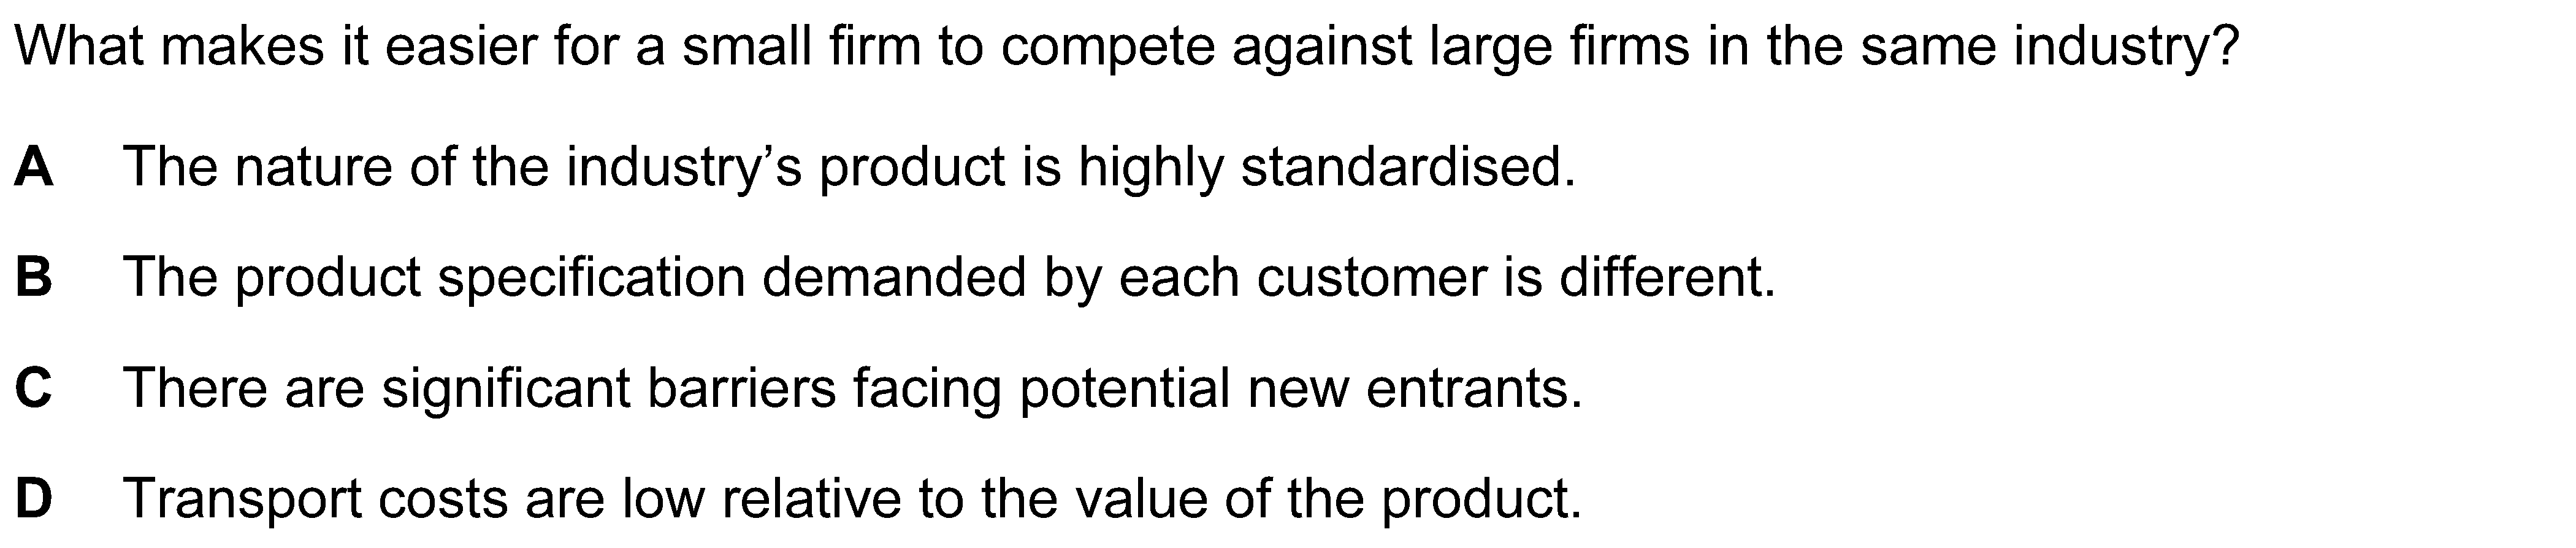 What makes it easier for a small firm to compete against large firms in the same industry?
A The nature of the industry’s product is highly standardised.
B The product specification demanded by each customer is different.
C There are significant barriers facing potential new entrants.
D Transport costs are low relative to the value of the product.